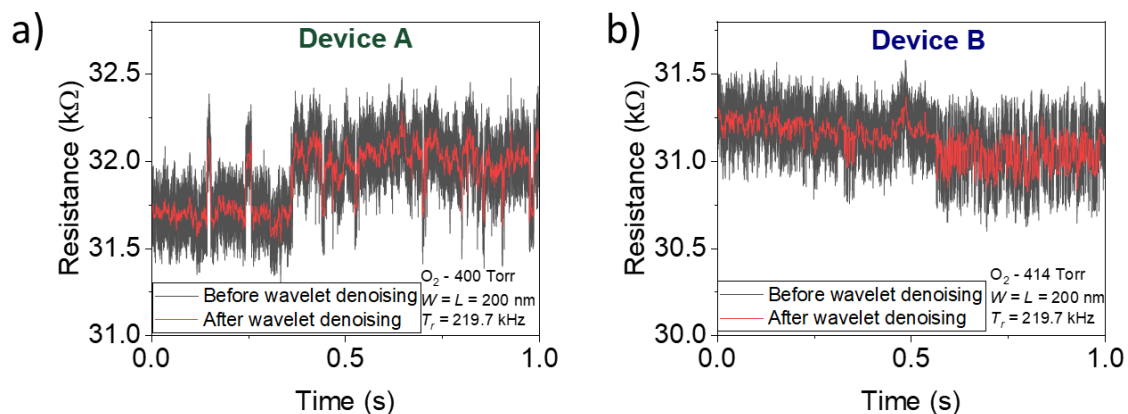 a)
Device A
Resistance (kΩ)
32.5
32.0
31.5
31.0
Before wavelet denoising
After wavelet denoising
O₂ - 400 Torr
W = L = 200 nm
Tᵣ = 219.7 kHz
0.0
0.5
1.0
Time (s)
b)
Device B
Resistance (kΩ)
31.5
31.0
30.5
30.0
Before wavelet denoising
After wavelet denoising
O₂ - 414 Torr
W = L = 200 nm
Tᵣ = 219.7 kHz
0.0
0.5
1.0
Time (s)